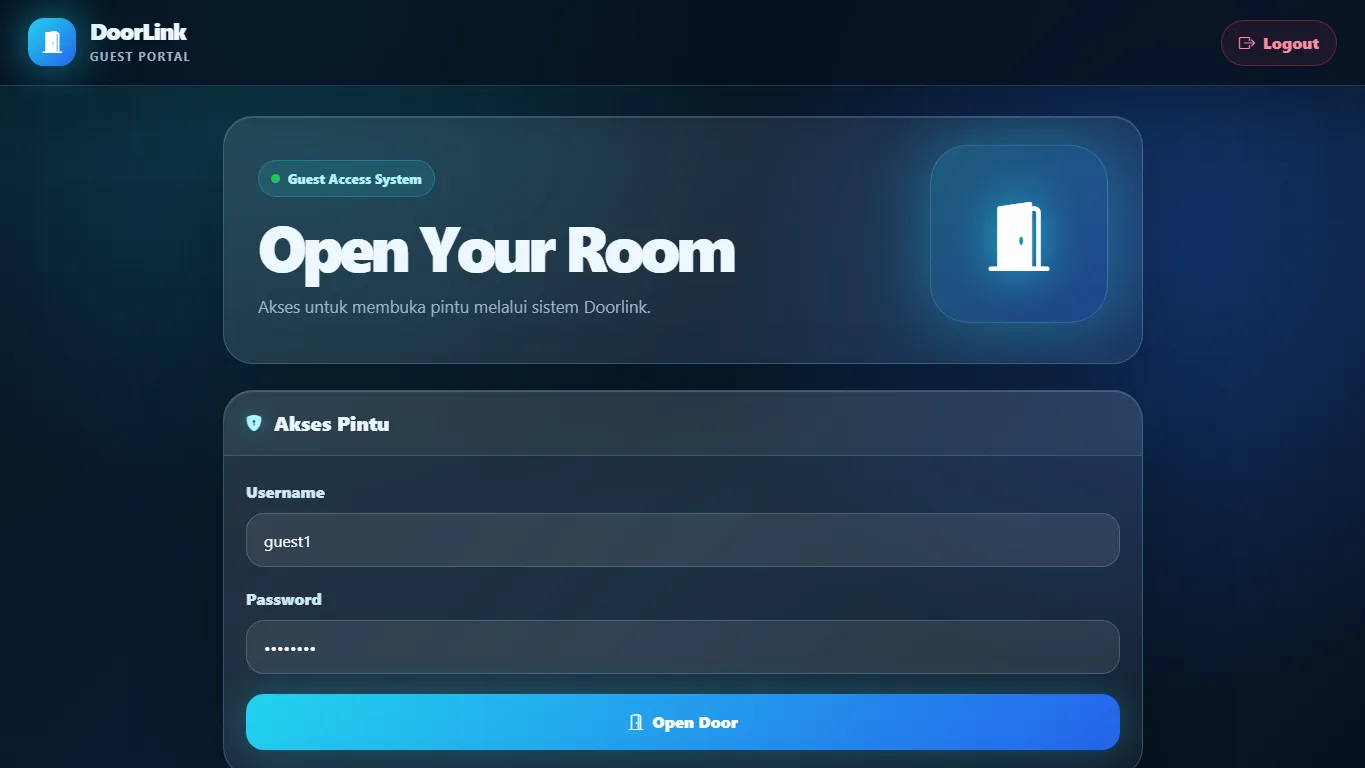 DoorLink
GUEST PORTAL
Logout
Guest Access System
Open Your Room
Akses untuk membuka pintu melalui sistem Doorlink.
Akses Pintu
Username
guest1
Password
••••••••
Open Door